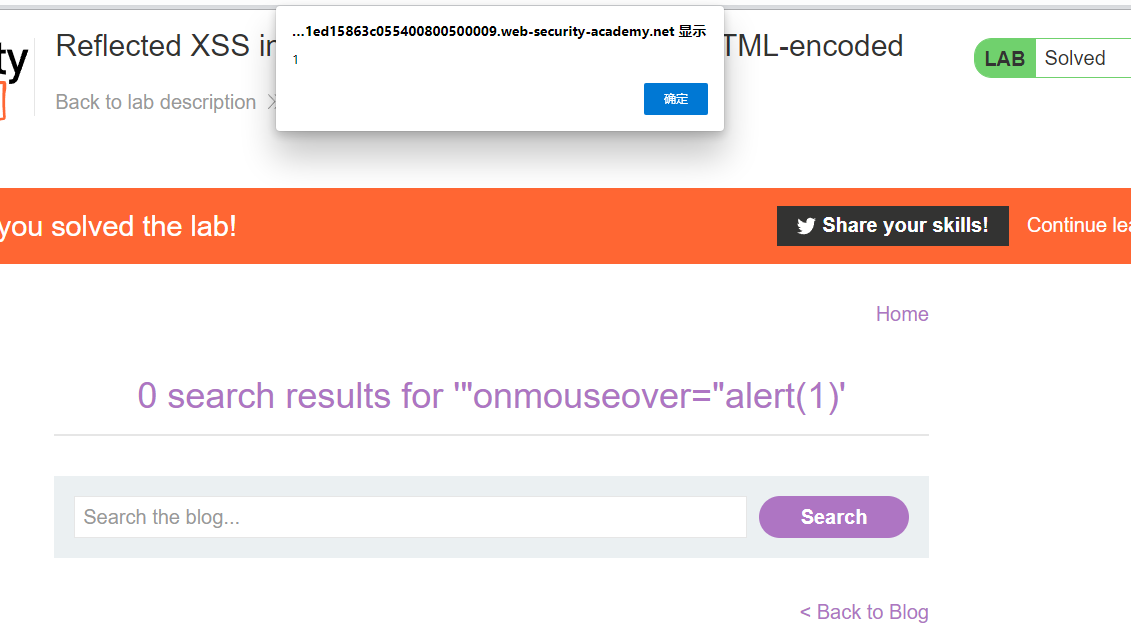 ...1ed15863c055400800500009.web-security-academy.net 显示
1
确定
ty
Reflected XSS in
TML-encoded
LAB Solved
Back to lab description
you solved the lab!
Share your skills!
Continue lea
Home
0 search results for '"onmouseover="alert(1)'
Search the blog...
Search
< Back to Blog